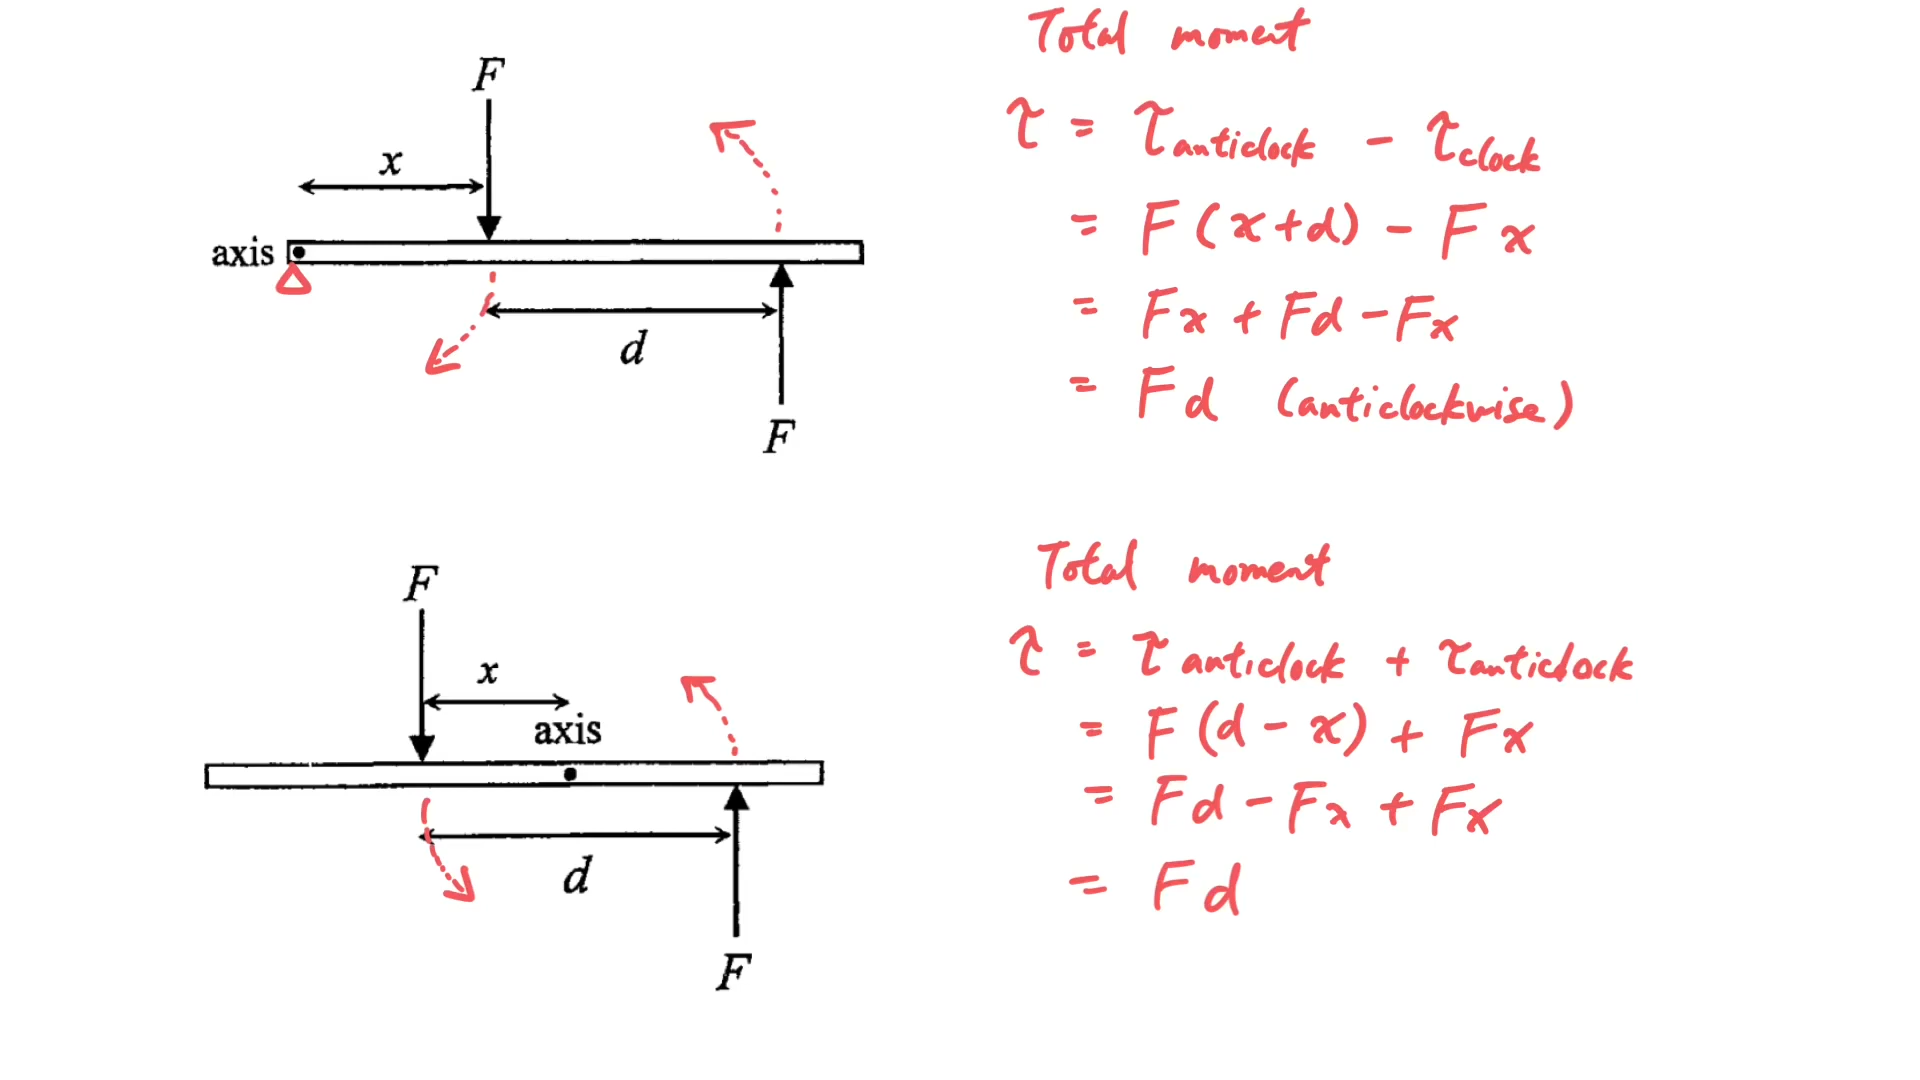 F
x
axis
d
F
Total moment
τ = τanticlock - τclock
= F(x+d) - Fx
= Fx + Fd - Fx
= Fd (anticlockwise)
F
x
axis
d
F
Total moment
τ = τanticlock + τanticlock
= F(d - x) + Fx
= Fd - Fx + Fx
= Fd